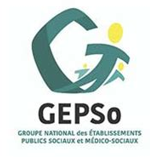 GEPSo
GROUPE NATIONAL des ÉTABLISSEMENTS
PUBLICS SOCIAUX et MÉDICO-SOCIAUX